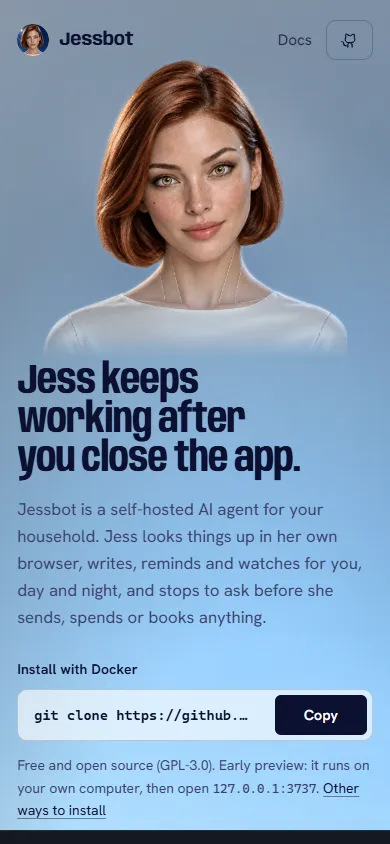 Jessbot
Docs
Jess keeps
working after
you close the app.
Jessbot is a self-hosted AI agent for your
household. Jess looks things up in her own
browser, writes, reminds and watches for you,
day and night, and stops to ask before she
sends, spends or books anything.
Install with Docker
git clone https://github.…
Copy
Free and open source (GPL-3.0). Early preview: it runs on
your own computer, then open 127.0.0.1:3737. Other
ways to install